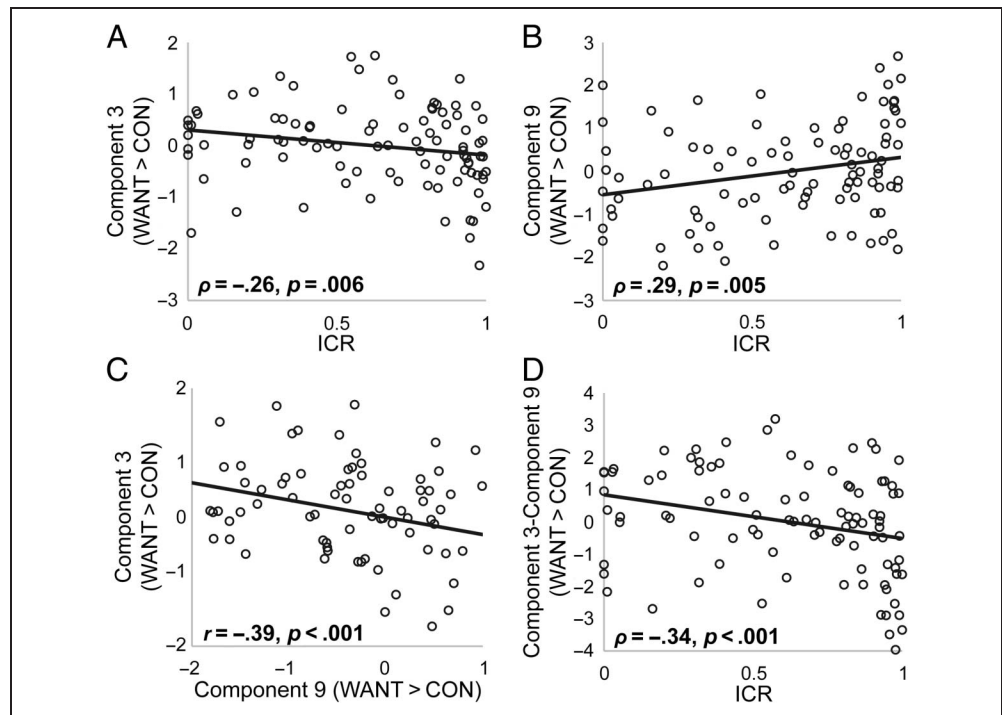 A
Component 3
(WANT > CON)
2
1
0
−1
−2
−3
ρ = −.26, p = .006
0
0.5
1
ICR
B
Component 9
(WANT > CON)
3
2
1
0
−1
−2
−3
ρ = .29, p = .005
0
0.5
1
ICR
C
Component 3
(WANT > CON)
2
1
0
−1
−2
r = −.39, p < .001
−2
−1
0
1
Component 9 (WANT > CON)
D
Component 3-Component 9
(WANT > CON)
4
3
2
1
0
−1
−2
−3
−4
ρ = −.34, p < .001
0
0.5
1
ICR